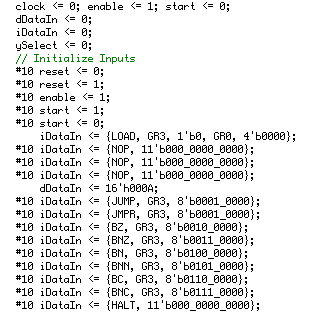 clock <= 0; enable <= 1; start <= 0;
dDataIn <= 0;
iDataIn <= 0;
ySelect <= 0;
// Initialize Inputs
#10 reset <= 0;
#10 reset <= 1;
#10 enable <= 1;
#10 start <= 1;
#10 start <= 0;
iDataIn <= {LOAD, GR3, 1'b0, GR0, 4'b0000};
#10 iDataIn <= {NOP, 11'b000_0000_0000};
#10 iDataIn <= {NOP, 11'b000_0000_0000};
#10 iDataIn <= {NOP, 11'b000_0000_0000};
dDataIn <= 16'h000A;
#10 iDataIn <= {JUMP, GR3, 8'b0001_0000};
#10 iDataIn <= {JMPR, GR3, 8'b0001_0000};
#10 iDataIn <= {BZ, GR3, 8'b0010_0000};
#10 iDataIn <= {BNZ, GR3, 8'b0011_0000};
#10 iDataIn <= {BN, GR3, 8'b0100_0000};
#10 iDataIn <= {BNN, GR3, 8'b0101_0000};
#10 iDataIn <= {BC, GR3, 8'b0110_0000};
#10 iDataIn <= {BNC, GR3, 8'b0111_0000};
#10 iDataIn <= {HALT, 11'b000_0000_0000};